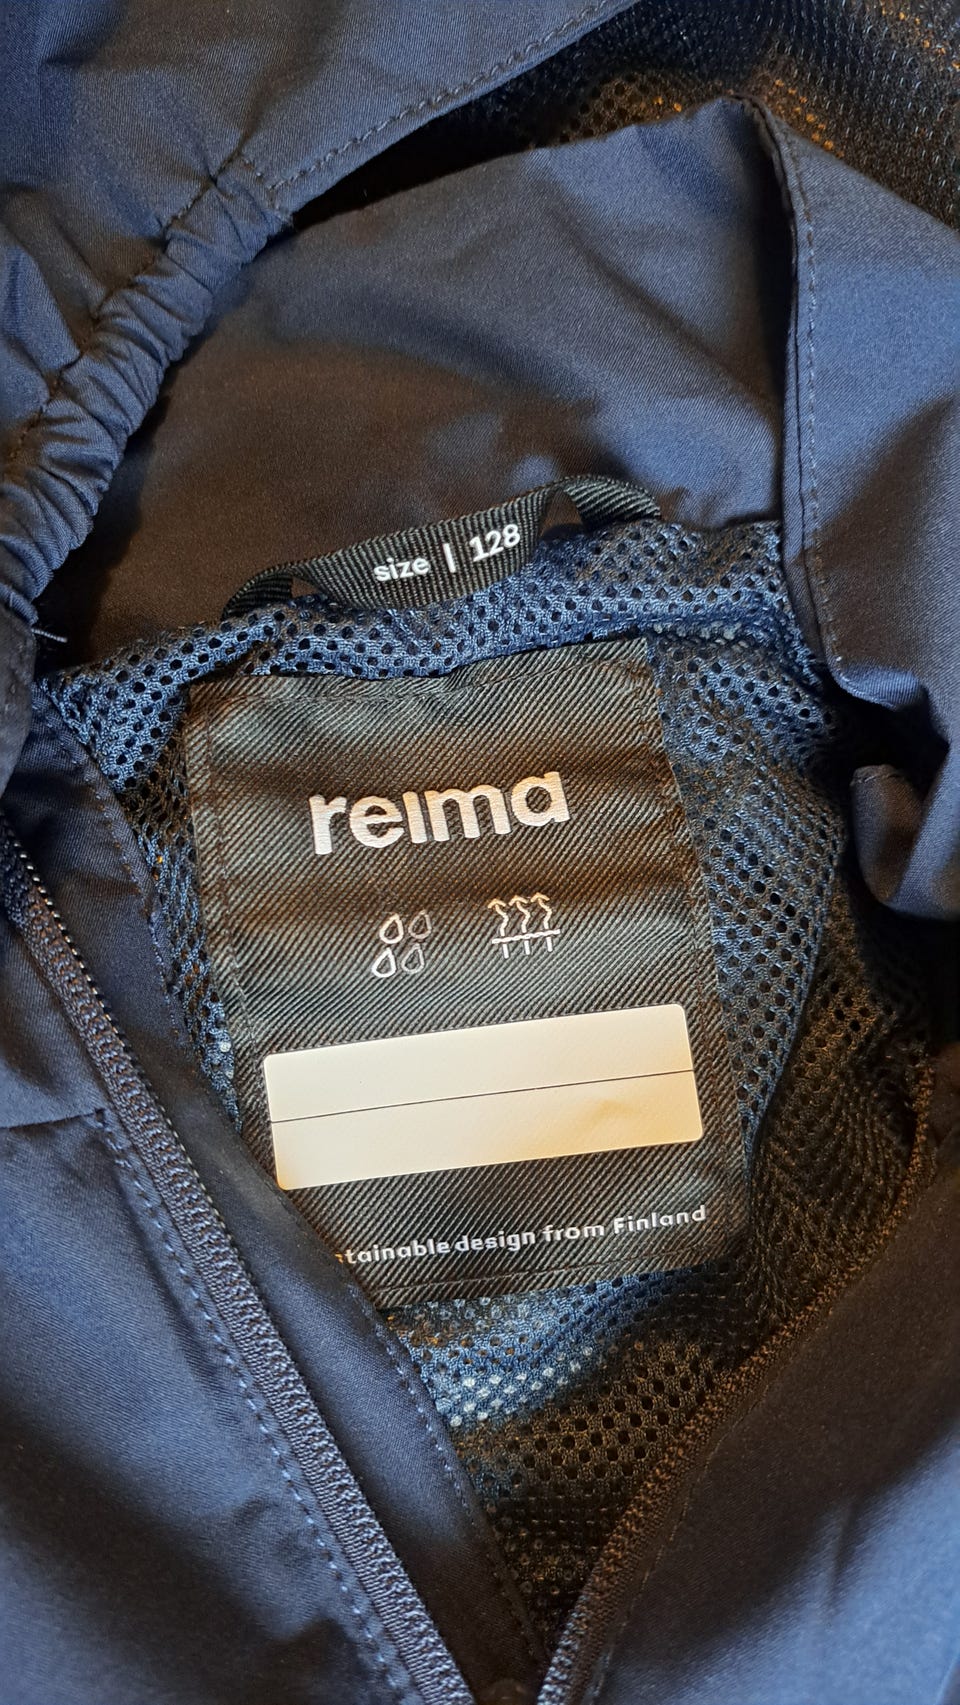 size | 128
reima
tainable design from Finland